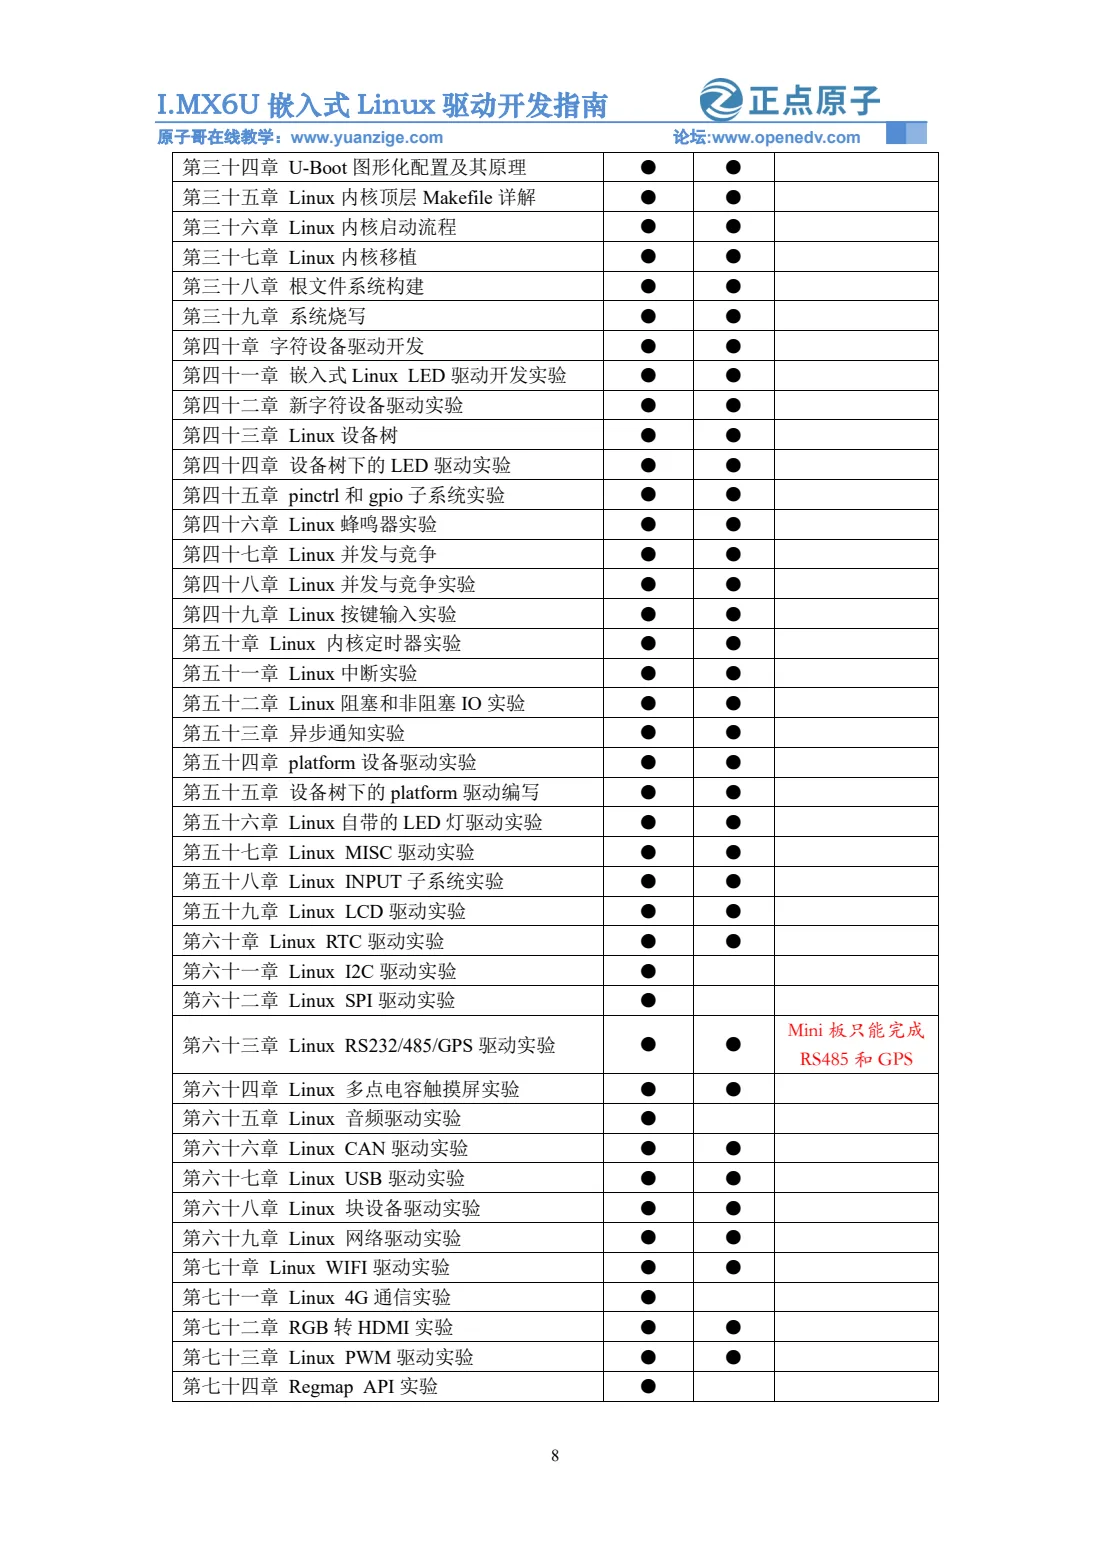 I.MX6U 嵌入式 Linux 驱动开发指南
正点原子
原子哥在线教学：www.yuanzige.com 论坛:www.openedv.com
第三十四章 U-Boot 图形化配置及其原理 ● ●
第三十五章 Linux 内核顶层 Makefile 详解 ● ●
第三十六章 Linux 内核启动流程 ● ●
第三十七章 Linux 内核移植 ● ●
第三十八章 根文件系统构建 ● ●
第三十九章 系统烧写 ● ●
第四十章 字符设备驱动开发 ● ●
第四十一章 嵌入式 Linux LED 驱动开发实验 ● ●
第四十二章 新字符设备驱动实验 ● ●
第四十三章 Linux 设备树 ● ●
第四十四章 设备树下的 LED 驱动实验 ● ●
第四十五章 pinctrl 和 gpio 子系统实验 ● ●
第四十六章 Linux 蜂鸣器实验 ● ●
第四十七章 Linux 并发与竞争 ● ●
第四十八章 Linux 并发与竞争实验 ● ●
第四十九章 Linux 按键输入实验 ● ●
第五十章 Linux 内核定时器实验 ● ●
第五十一章 Linux 中断实验 ● ●
第五十二章 Linux 阻塞和非阻塞 IO 实验 ● ●
第五十三章 异步通知实验 ● ●
第五十四章 platform 设备驱动实验 ● ●
第五十五章 设备树下的 platform 驱动编写 ● ●
第五十六章 Linux 自带的 LED 灯驱动实验 ● ●
第五十七章 Linux MISC 驱动实验 ● ●
第五十八章 Linux INPUT 子系统实验 ● ●
第五十九章 Linux LCD 驱动实验 ● ●
第六十章 Linux RTC 驱动实验 ● ●
第六十一章 Linux I2C 驱动实验 ●
第六十二章 Linux SPI 驱动实验 ●
第六十三章 Linux RS232/485/GPS 驱动实验 ● ● Mini 板只能完成
RS485 和 GPS
第六十四章 Linux 多点电容触摸屏实验 ● ●
第六十五章 Linux 音频驱动实验 ●
第六十六章 Linux CAN 驱动实验 ● ●
第六十七章 Linux USB 驱动实验 ● ●
第六十八章 Linux 块设备驱动实验 ● ●
第六十九章 Linux 网络驱动实验 ● ●
第七十章 Linux WIFI 驱动实验 ● ●
第七十一章 Linux 4G 通信实验 ●
第七十二章 RGB 转 HDMI 实验 ● ●
第七十三章 Linux PWM 驱动实验 ● ●
第七十四章 Regmap API 实验 ●
8